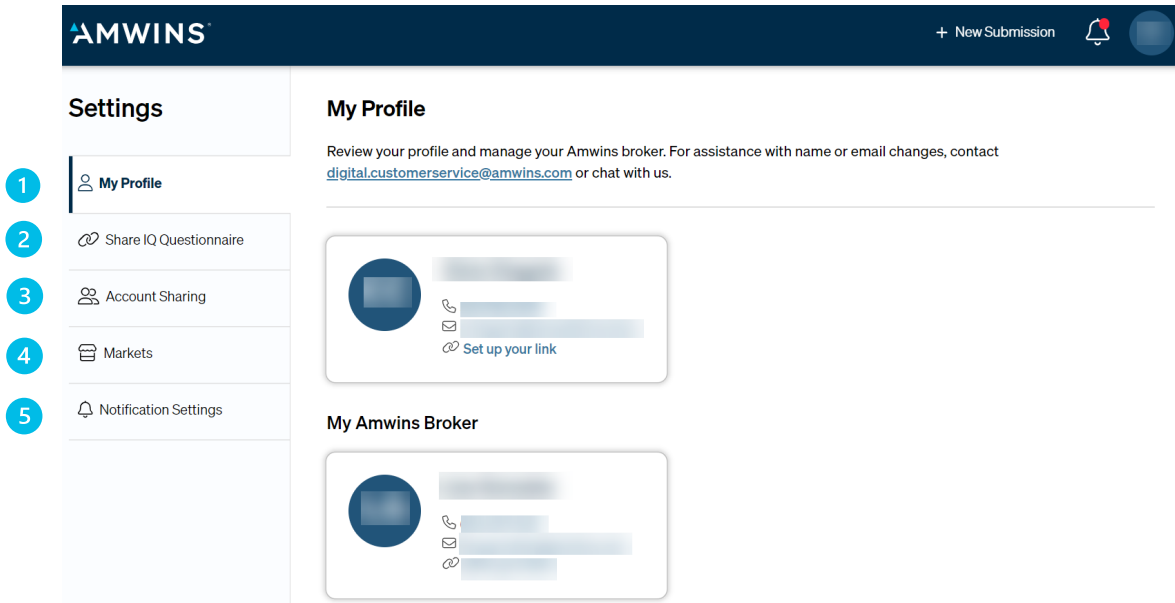 AMWINS
+ New Submission
Settings
1 My Profile
2 Share IQ Questionnaire
3 Account Sharing
4 Markets
5 Notification Settings
My Profile
Review your profile and manage your Amwins broker. For assistance with name or email changes, contact
digital.customerservice@amwins.com or chat with us.
Set up your link
My Amwins Broker